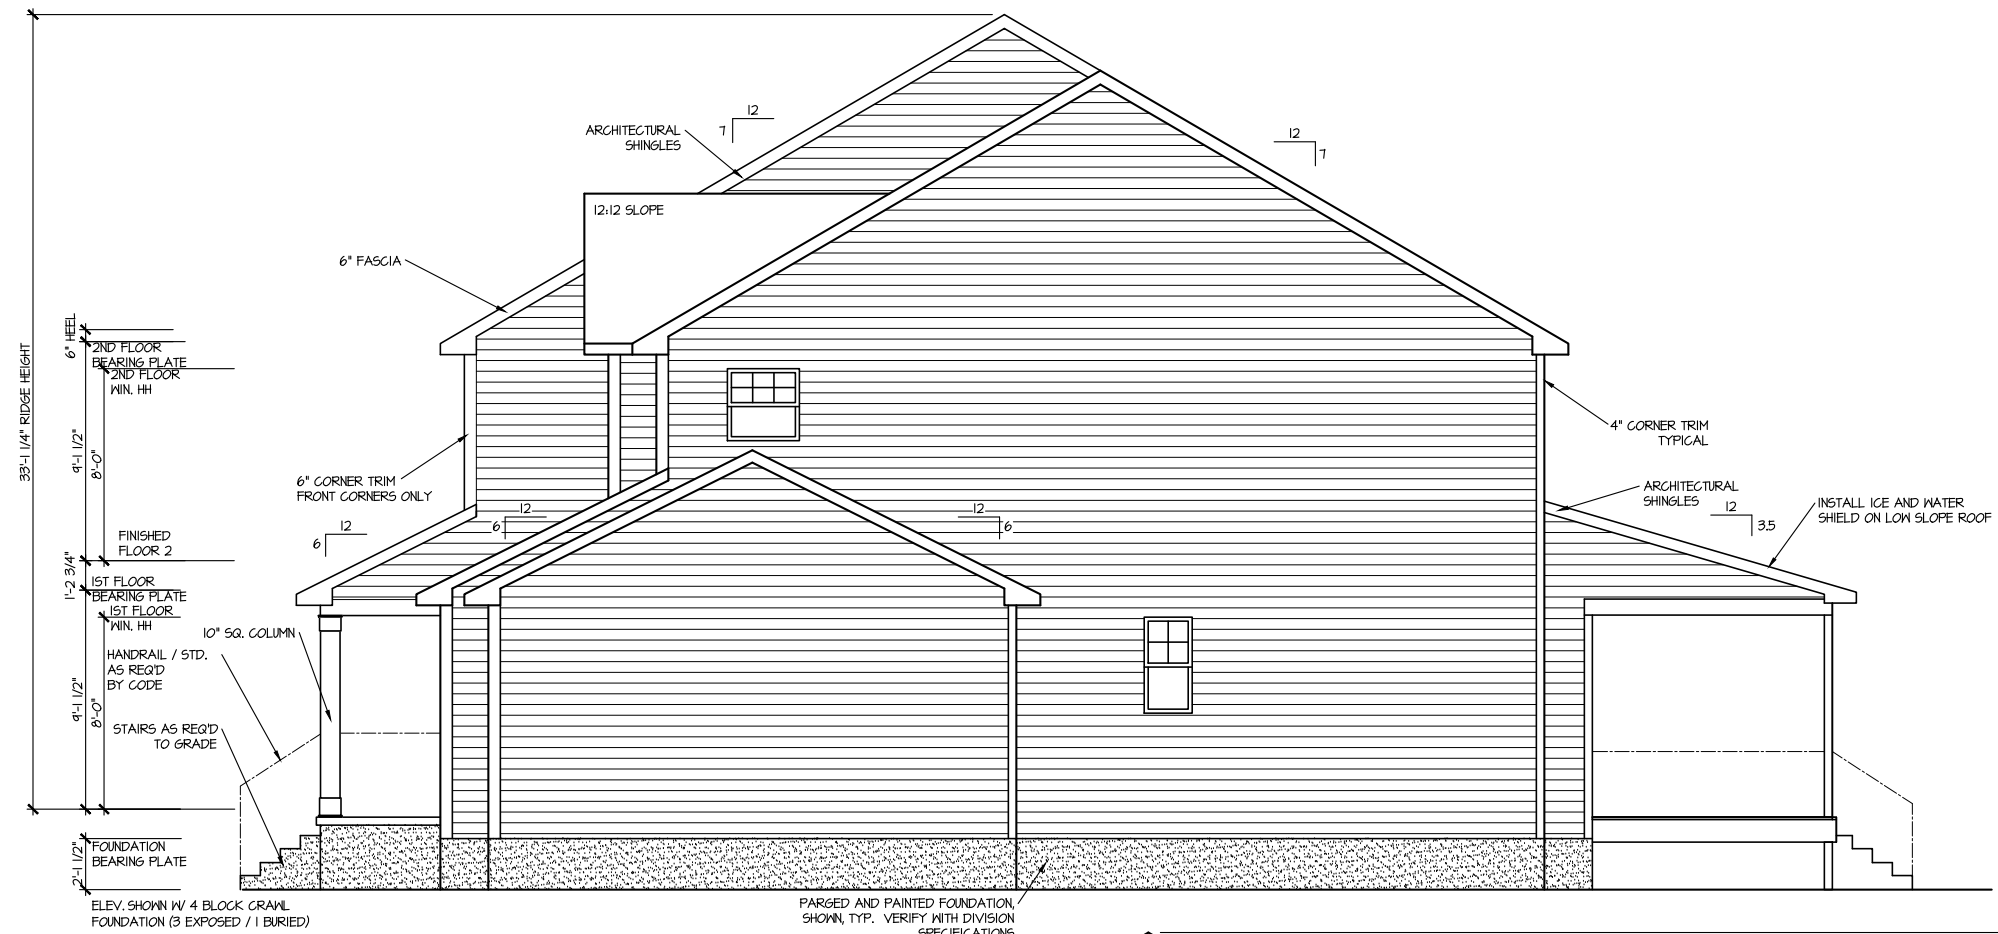 12
7
ARCHITECTURAL
SHINGLES
12
7
12:12 SLOPE
6" FASCIA
6" HEEL
2ND FLOOR
BEARING PLATE
2ND FLOOR
WIN. HH
33'-1 1/4" RIDGE HEIGHT
9'-1 1/2"
8'-0"
4" CORNER TRIM
TYPICAL
6" CORNER TRIM
FRONT CORNERS ONLY
ARCHITECTURAL
SHINGLES
INSTALL ICE AND WATER
SHIELD ON LOW SLOPE ROOF
12
3.5
12
6
12
6
12
6
FINISHED
FLOOR 2
1'-2 3/4"
1ST FLOOR
BEARING PLATE
1ST FLOOR
WIN. HH
10" SQ. COLUMN
HANDRAIL / STD.
AS REQ'D
BY CODE
9'-1 1/2"
8'-0"
STAIRS AS REQ'D
TO GRADE
2'-1 1/2"
FOUNDATION
BEARING PLATE
ELEV. SHOWN W/ 4 BLOCK CRAWL
FOUNDATION (3 EXPOSED / 1 BURIED)
PARGED AND PAINTED FOUNDATION,
SHOWN, TYP. VERIFY WITH DIVISION
SPECIFICATIONS